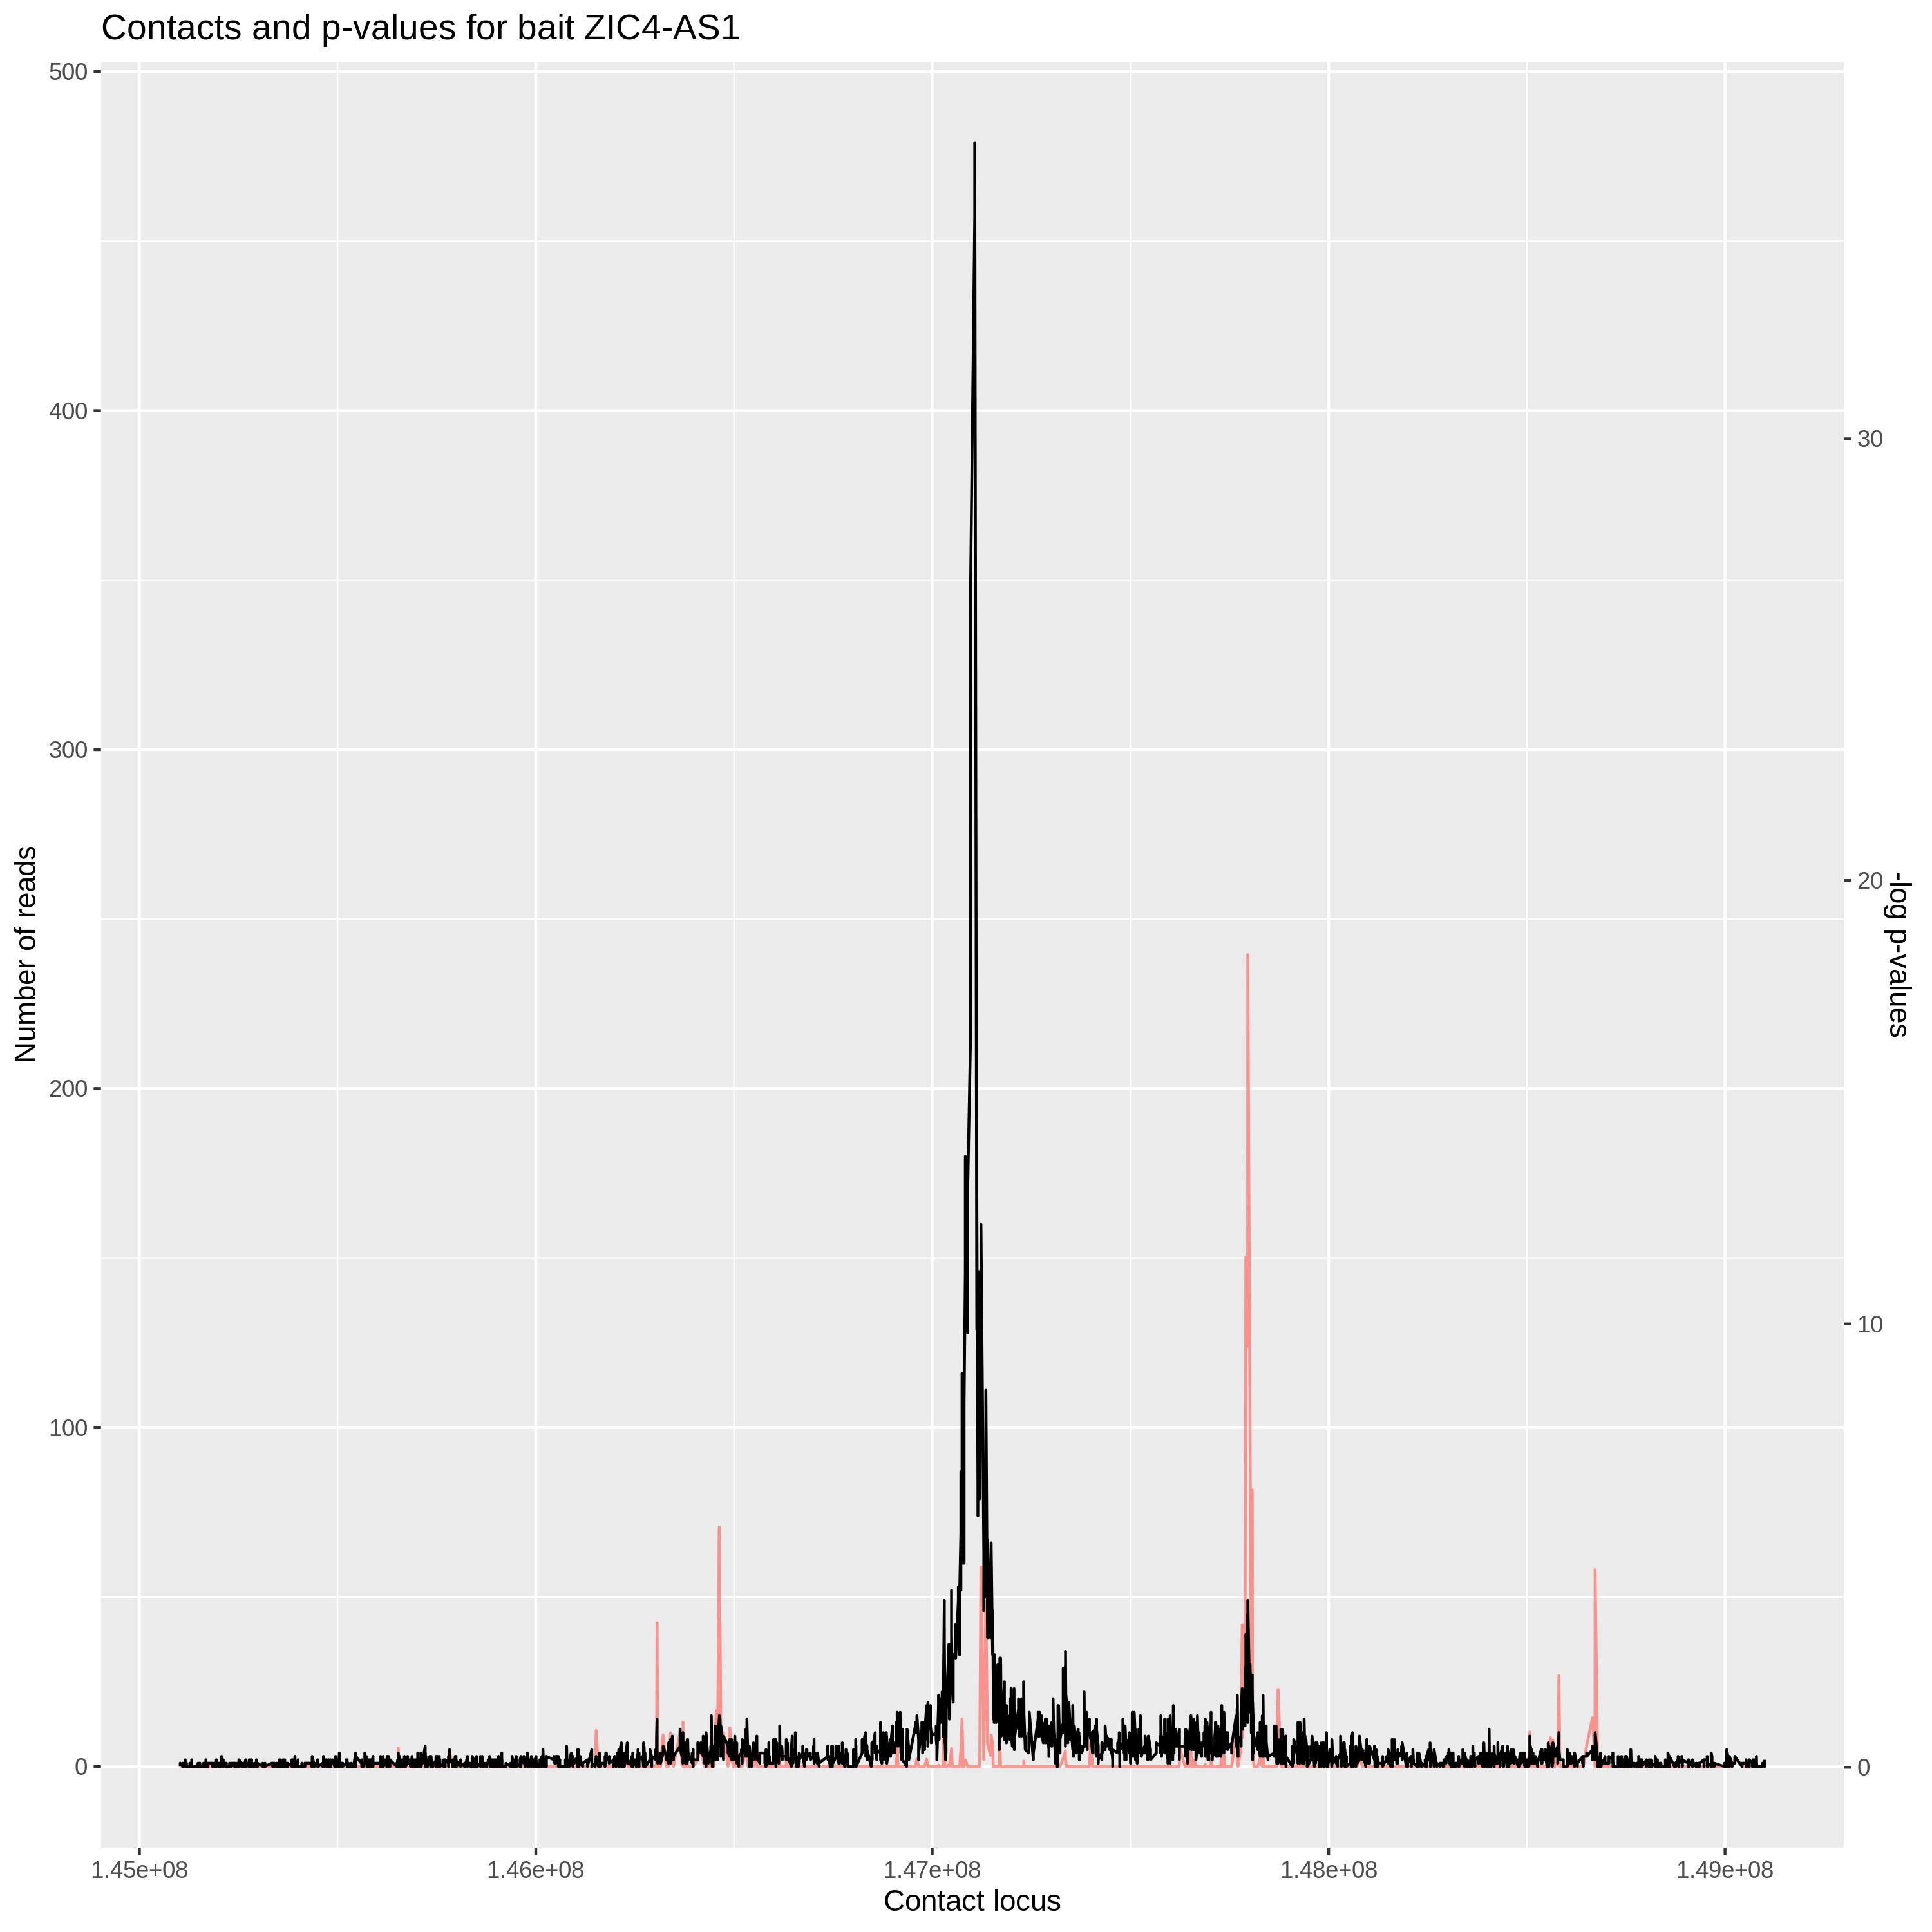 Contacts and p-values for bait ZIC4-AS1
500
400
300
200
100
0
Number of reads
30
20
10
0
-log p-values
1.45e+08
1.46e+08
1.47e+08
1.48e+08
1.49e+08
Contact locus